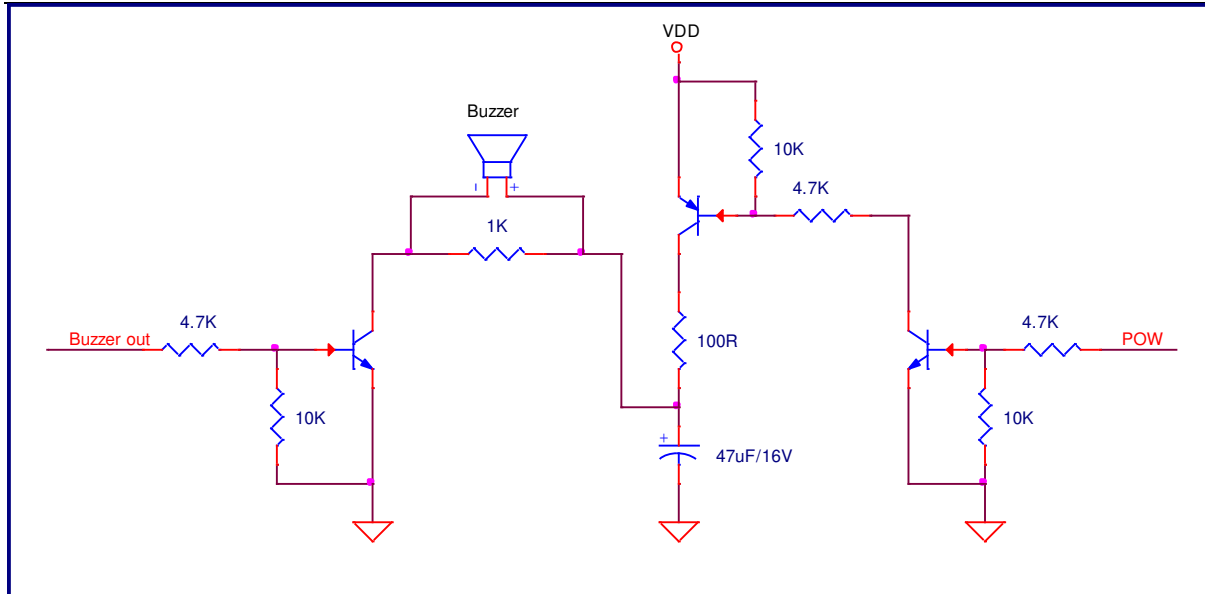 VDD
Buzzer
- +
10K
4.7K
1K
Buzzer out
4.7K
100R
4.7K
POW
10K
10K
+
47uF/16V